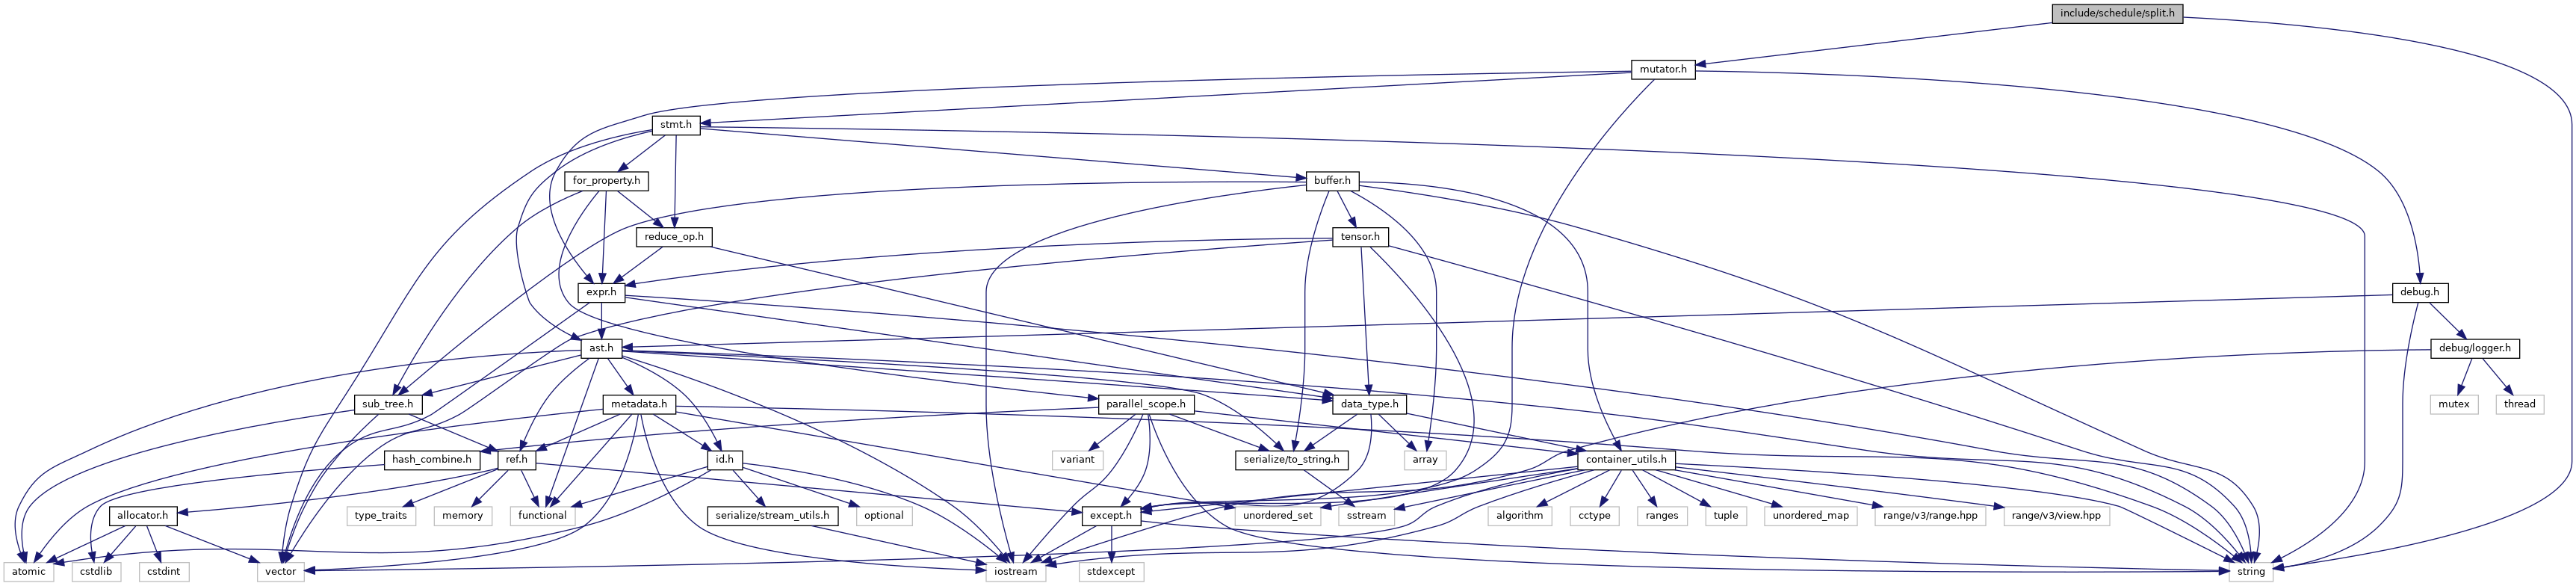 include/schedule/split.h
mutator.h
stmt.h
for_property.h
buffer.h
reduce_op.h
tensor.h
expr.h
debug.h
ast.h
debug/logger.h
sub_tree.h
metadata.h
parallel_scope.h
data_type.h
mutex
thread
hash_combine.h
ref.h
id.h
variant
serialize/to_string.h
array
container_utils.h
allocator.h
type_traits
memory
functional
serialize/stream_utils.h
optional
except.h
unordered_set
sstream
algorithm
cctype
ranges
tuple
unordered_map
range/v3/range.hpp
range/v3/view.hpp
atomic
cstdlib
cstdint
vector
iostream
stdexcept
string